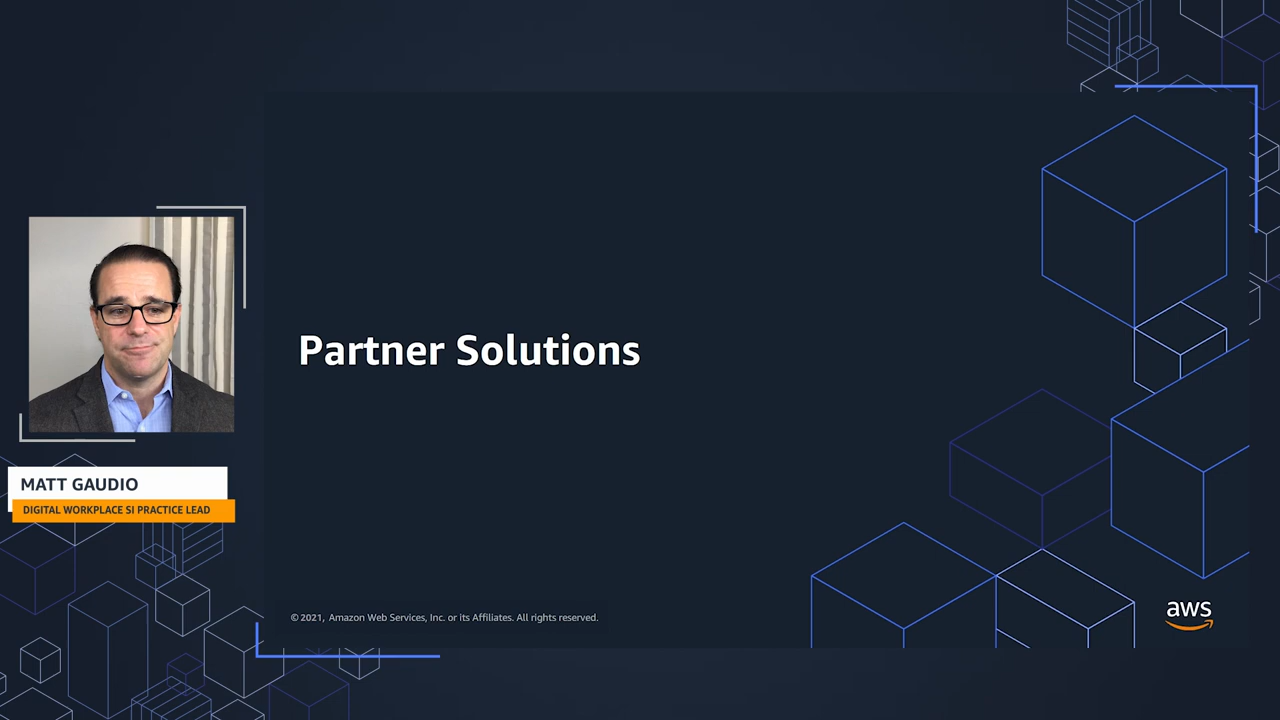 Partner Solutions
MATT GAUDIO
DIGITAL WORKPLACE SI PRACTICE LEAD
© 2021, Amazon Web Services, Inc. or its Affiliates. All rights reserved.
aws